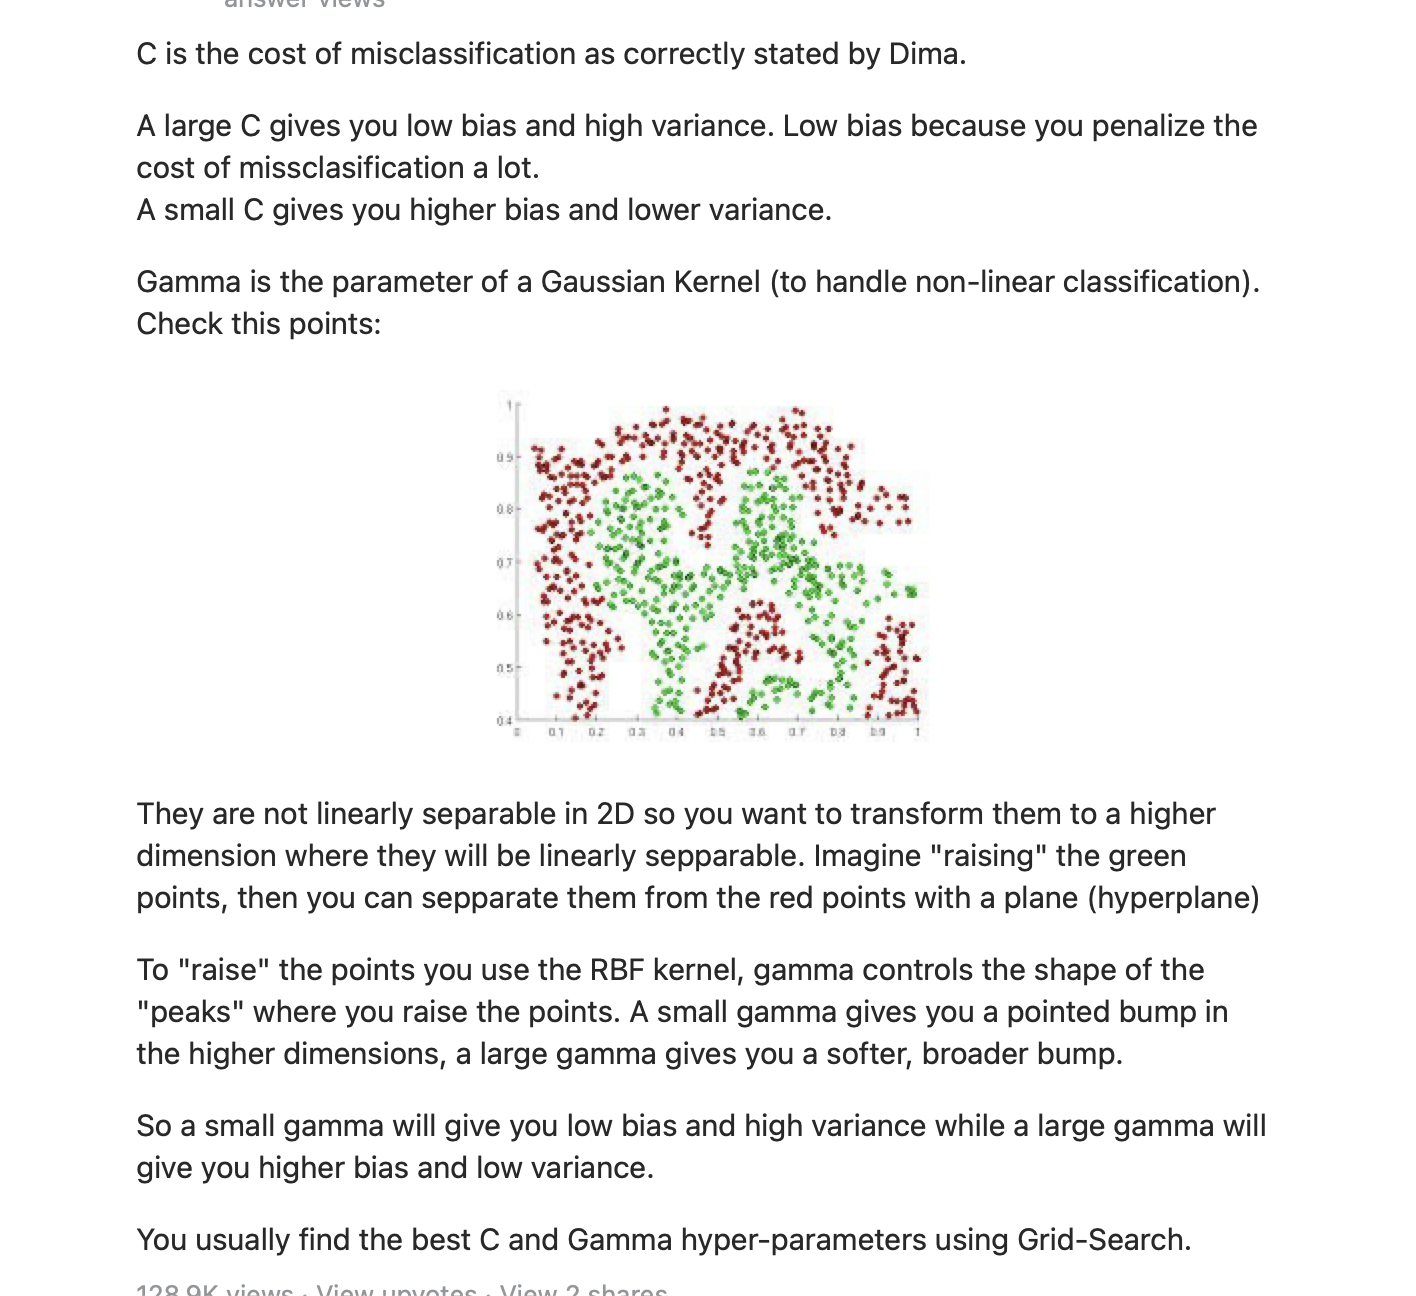 answer views
C is the cost of misclassification as correctly stated by Dima.
A large C gives you low bias and high variance. Low bias because you penalize the
cost of missclasification a lot.
A small C gives you higher bias and lower variance.
Gamma is the parameter of a Gaussian Kernel (to handle non-linear classification).
Check this points:
1
0.9
0.8
0.7
0.6
0.5
0.4
0 0.1 0.2 0.3 0.4 0.5 0.6 0.7 0.8 0.9 1
They are not linearly separable in 2D so you want to transform them to a higher
dimension where they will be linearly sepparable. Imagine "raising" the green
points, then you can sepparate them from the red points with a plane (hyperplane)
To "raise" the points you use the RBF kernel, gamma controls the shape of the
"peaks" where you raise the points. A small gamma gives you a pointed bump in
the higher dimensions, a large gamma gives you a softer, broader bump.
So a small gamma will give you low bias and high variance while a large gamma will
give you higher bias and low variance.
You usually find the best C and Gamma hyper-parameters using Grid-Search.
128.9K views · View upvotes · View 2 shares